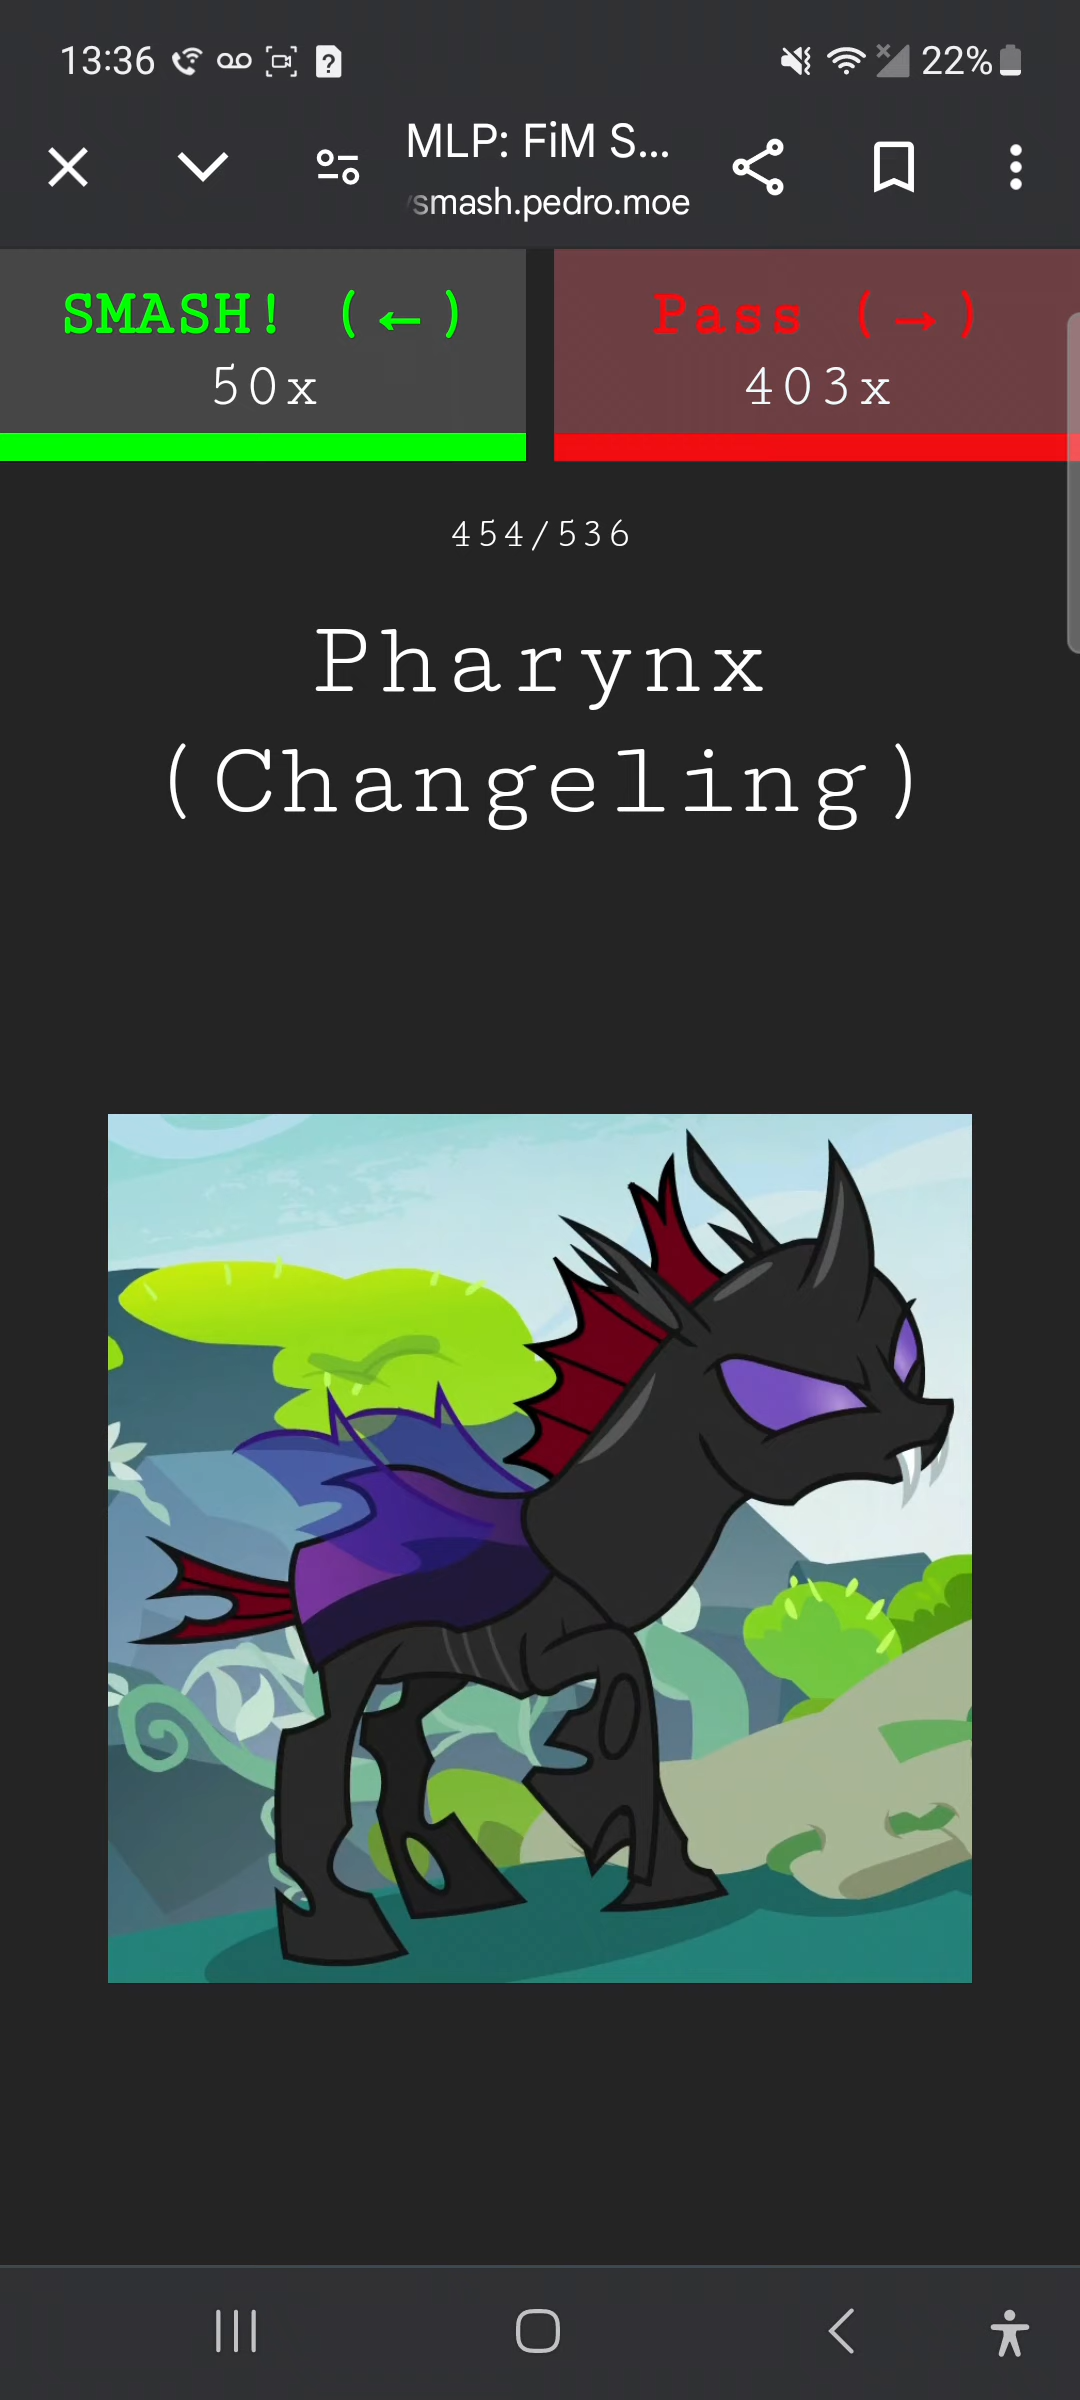 13:36
22%
MLP: FiM S...
smash.pedro.moe
SMASH! (←)
Pass (→)
50x
403x
454/536
Pharynx
(Changeling)